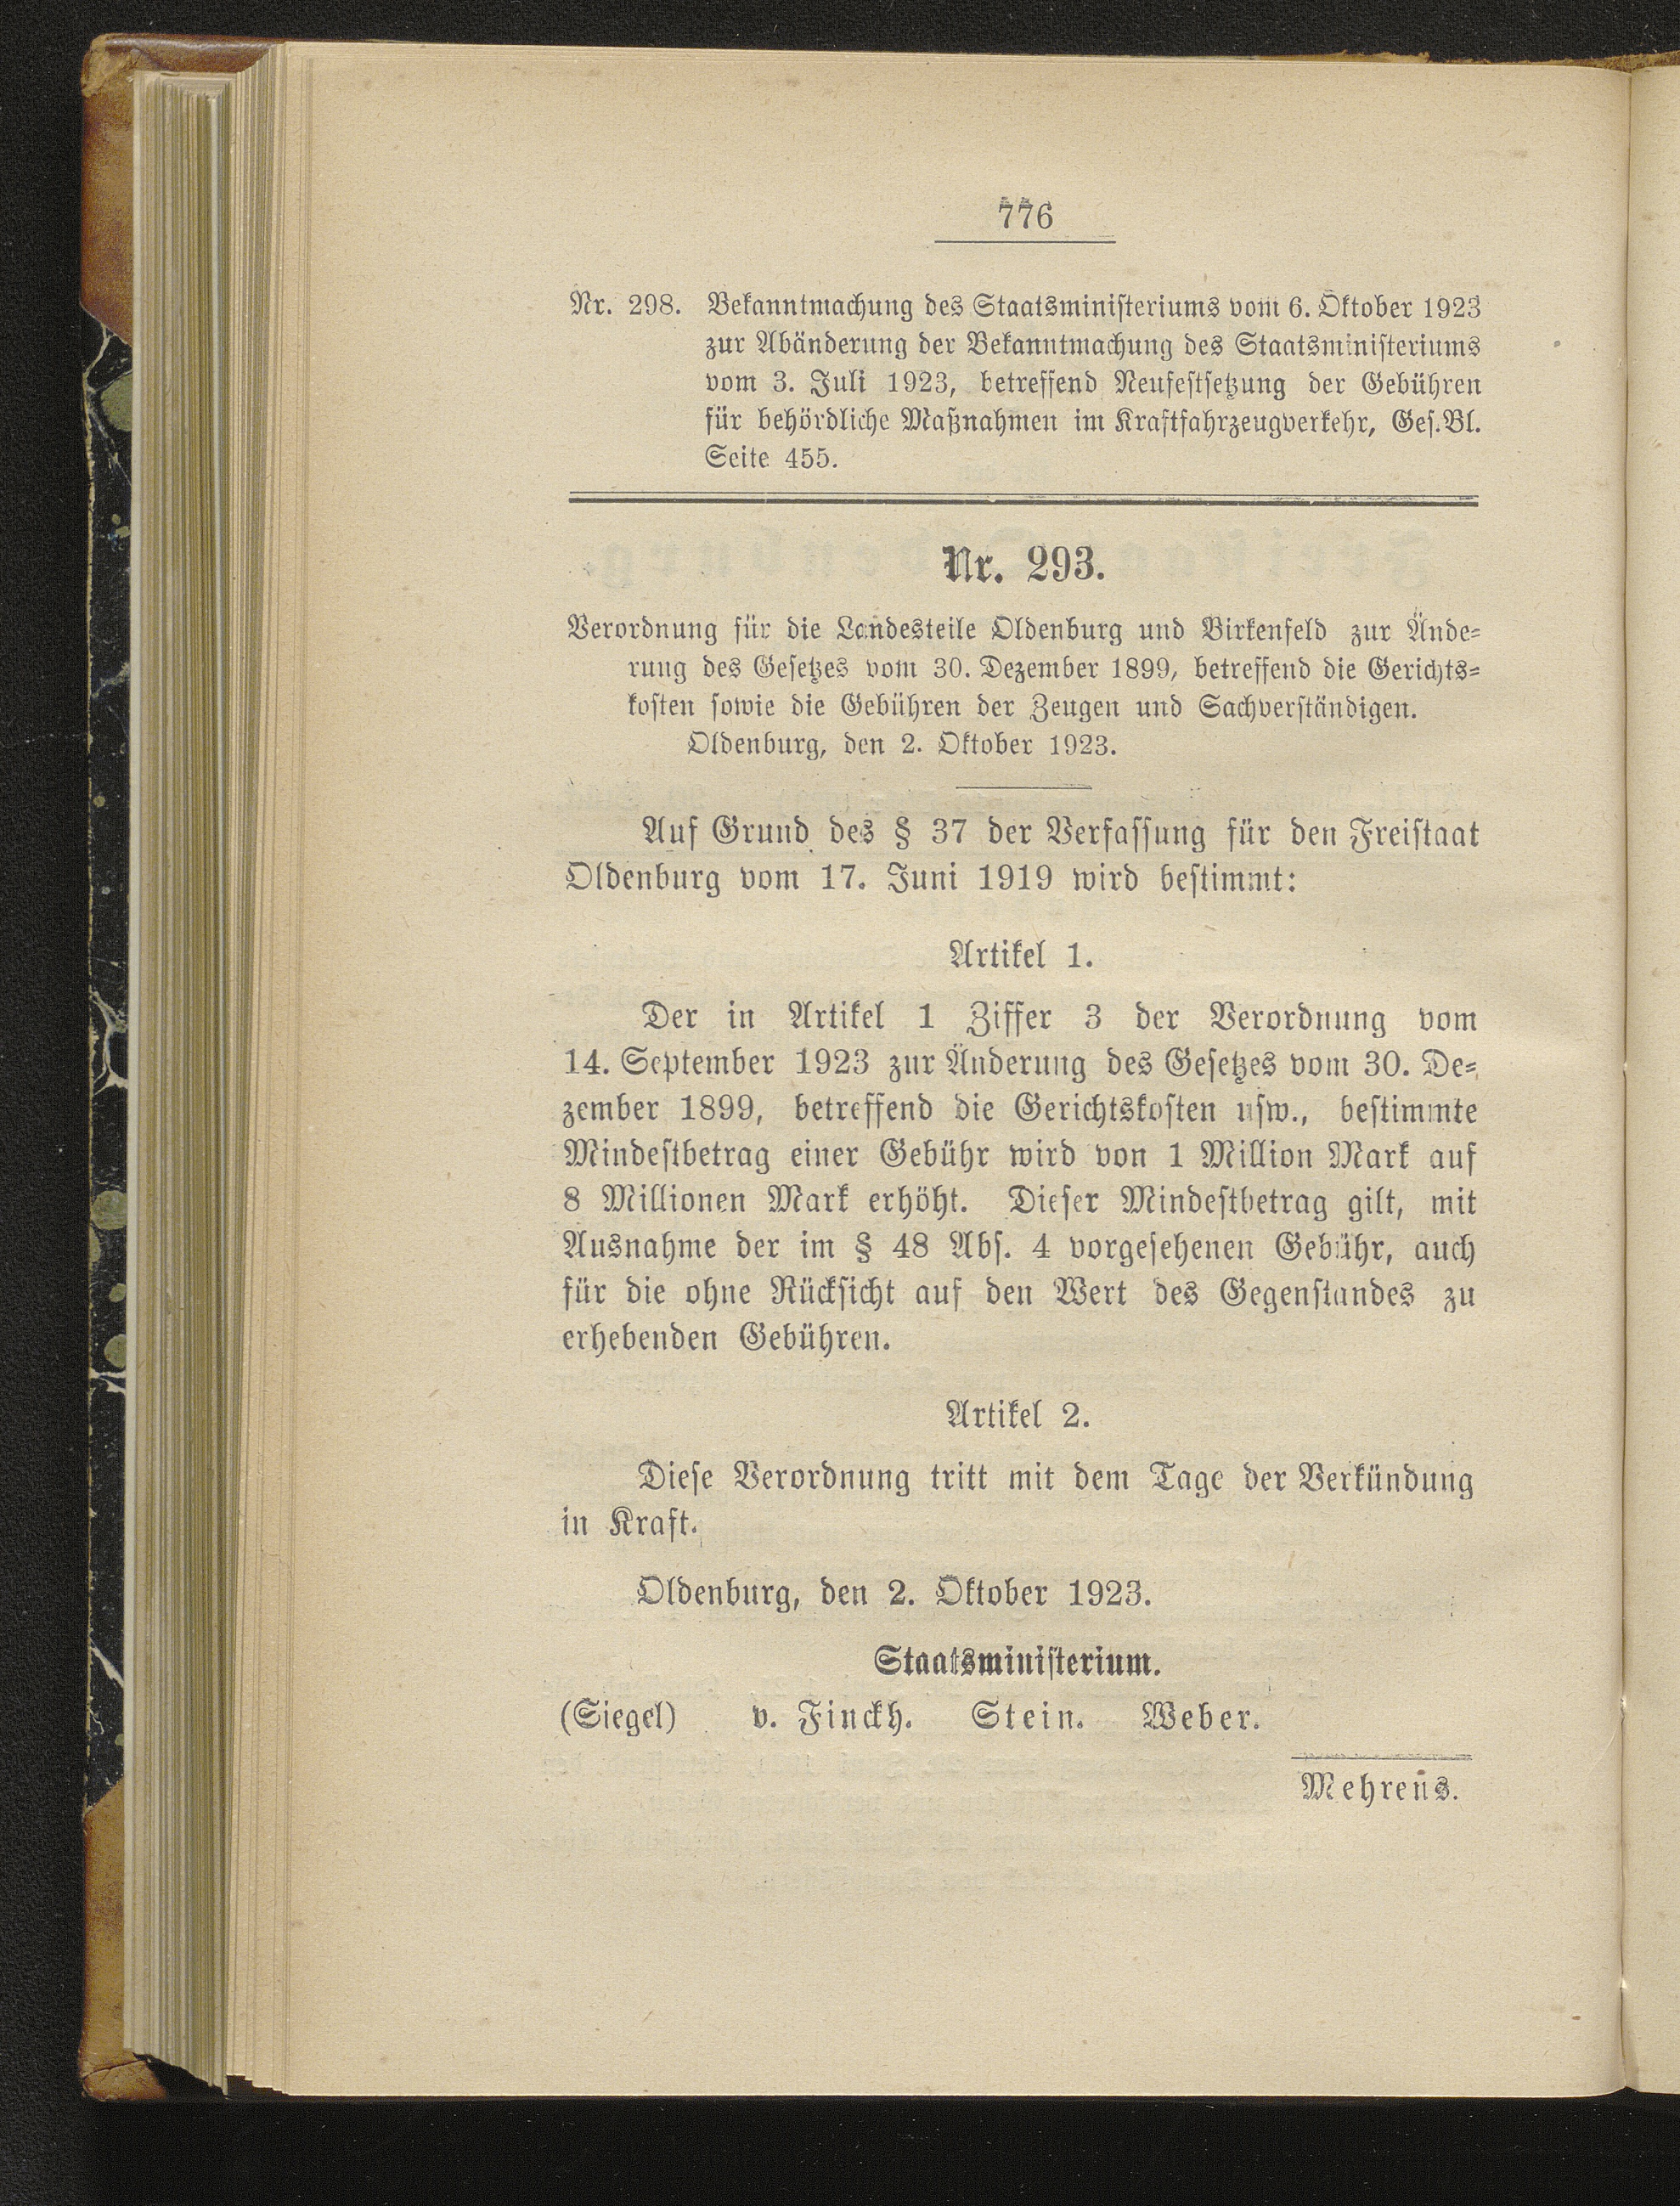 776
Nr. 298. Bekanntmachung des Staatsministeriums vom 6. Oktober 1923
zur Abänderung der Bekanntmachung des Staatsministeriums
vom 3. Juli 1923, betreffend Neufestsetzung der Gebühren
für behördliche Maßnahmen im Kraftfahrzeugverkehr, Ges.Bl.
Seite 455.
Nr. 293.
Verordnung für die Landesteile Oldenburg und Birkenfeld zur Ände-
rung des Gesetzes vom 30. Dezember 1899, betreffend die Gerichts-
kosten sowie die Gebühren der Zeugen und Sachverständigen.
Oldenburg, den 2. Oktober 1923.
Auf Grund des § 37 der Verfassung für den Freistaat
Oldenburg vom 17. Juni 1919 wird bestimmt:
Artikel 1.
Der in Artikel 1 Ziffer 3 der Verordnung vom
14. September 1923 zur Änderung des Gesetzes vom 30. De-
zember 1899, betreffend die Gerichtskosten usw., bestimmte
Mindestbetrag einer Gebühr wird von 1 Million Mark auf
8 Millionen Mark erhöht. Dieser Mindestbetrag gilt, mit
Ausnahme der im § 48 Abs. 4 vorgesehenen Gebühr, auch
für die ohne Rücksicht auf den Wert des Gegenstandes zu
erhebenden Gebühren.
Artikel 2.
Diese Verordnung tritt mit dem Tage der Verkündung
in Kraft.
Oldenburg, den 2. Oktober 1923.
Staatsministerium.
(Siegel) v. Finckh. Stein. Weber.
Mehrens.